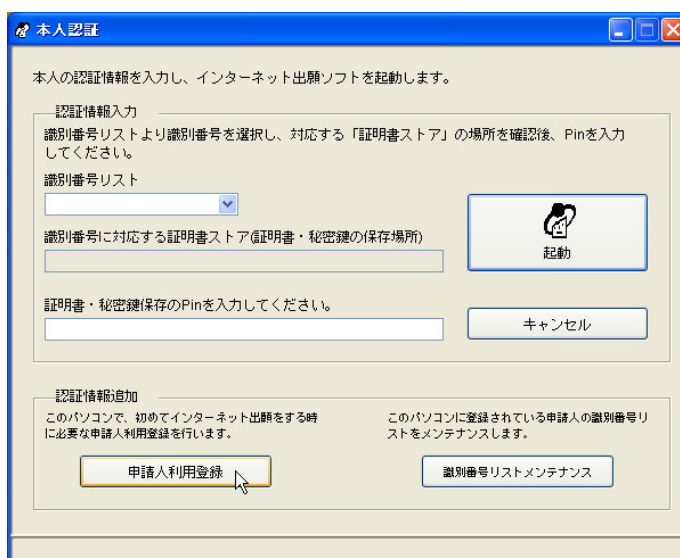 本人認証
本人の認証情報を入力し、インターネット出願ソフトを起動します。
認証情報入力
識別番号リストより識別番号を選択し、対応する「証明書ストア」の場所を確認後、Pinを入力
してください。
識別番号リスト
識別番号に対応する証明書ストア(証明書・秘密鍵の保存場所)
起動
証明書・秘密鍵保存のPinを入力してください。
キャンセル
認証情報追加
このパソコンで、初めてインターネット出願をする時
に必要な申請人利用登録を行います。
このパソコンに登録されている申請人の識別番号リ
ストをメンテナンスします。
申請人利用登録
識別番号リストメンテナンス